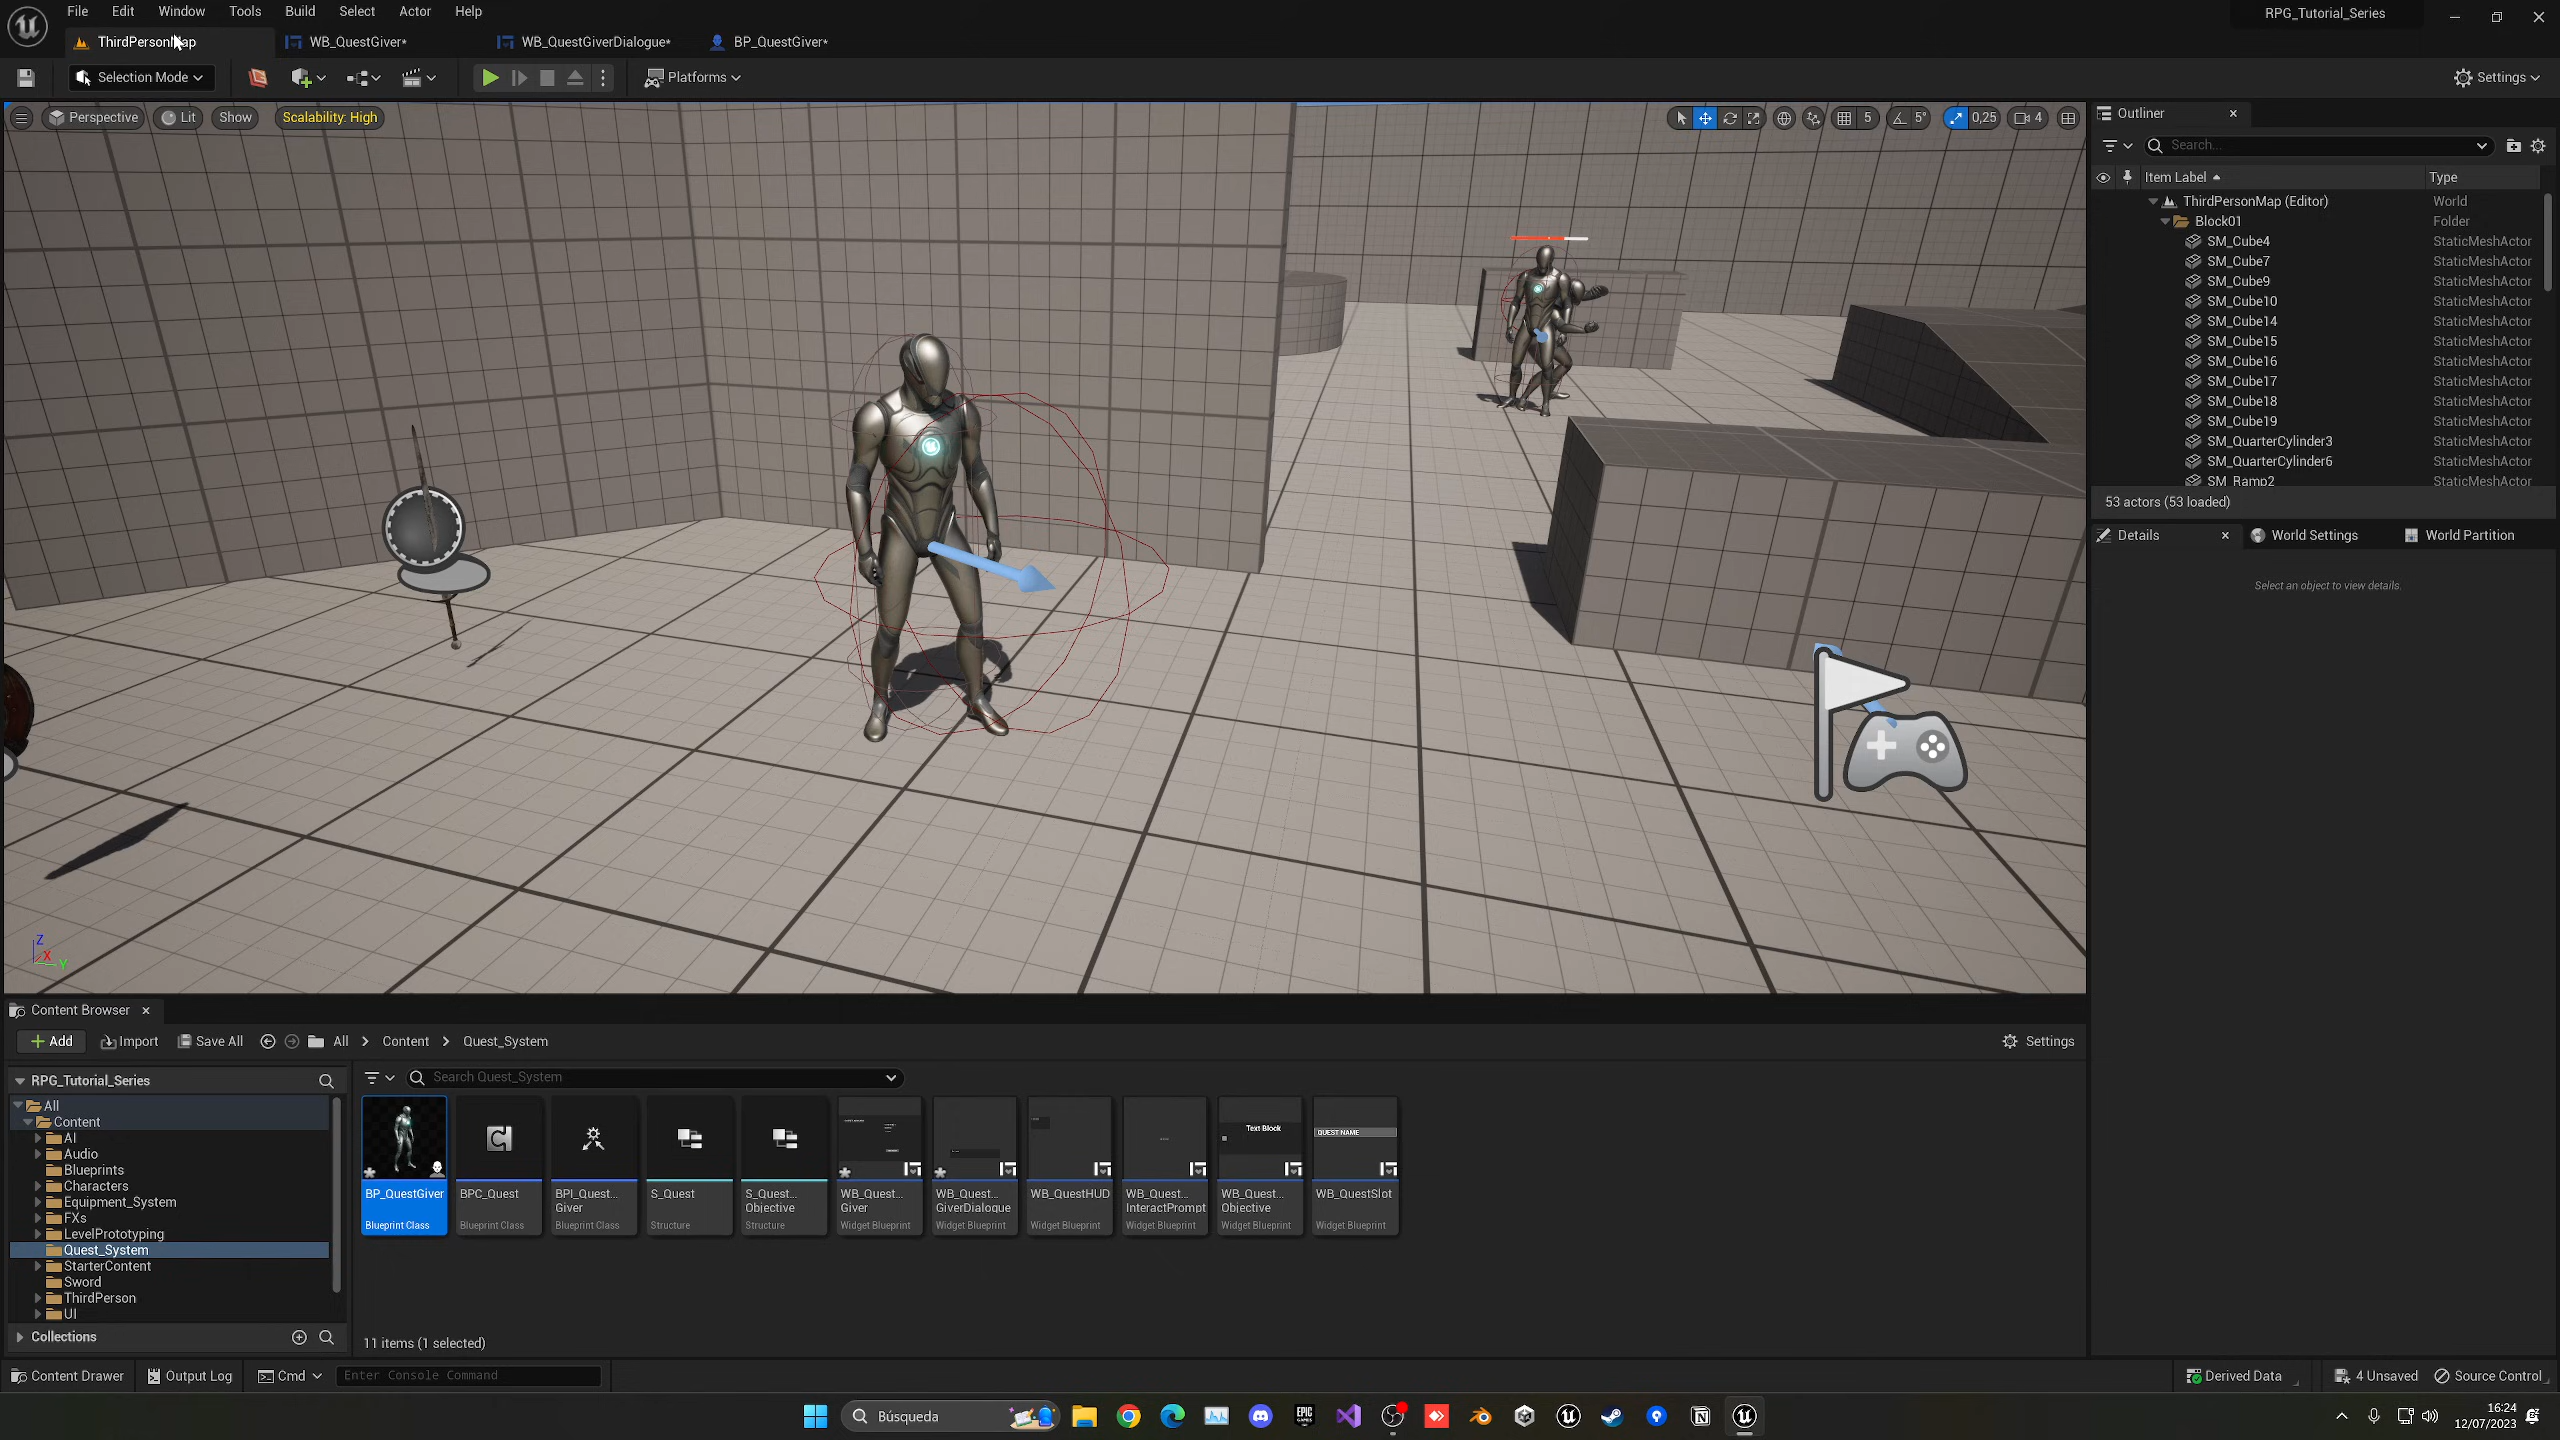 File Edit Window Tools Build Select Actor Help
RPG_Tutorial_Series
ThirdPersonMap WB_QuestGiver* WB_QuestGiverDialogue* BP_QuestGiver*
Selection Mode Platforms Settings
Perspective Lit Show Scalability: High 5 5° 0,25 4
Outliner
Search...
Item Label Type
ThirdPersonMap (Editor) World
Block01 Folder
SM_Cube4 StaticMeshActor
SM_Cube7 StaticMeshActor
SM_Cube9 StaticMeshActor
SM_Cube10 StaticMeshActor
SM_Cube14 StaticMeshActor
SM_Cube15 StaticMeshActor
SM_Cube16 StaticMeshActor
SM_Cube17 StaticMeshActor
SM_Cube18 StaticMeshActor
SM_Cube19 StaticMeshActor
SM_QuarterCylinder3 StaticMeshActor
SM_QuarterCylinder6 StaticMeshActor
SM_Ramp2 StaticMeshActor
53 actors (53 loaded)
Details World Settings World Partition
Select an object to view details.
Z
X
Y
Content Browser
Add Import Save All All Content Quest_System Settings
RPG_Tutorial_Series
Search Quest_System
All
Content
AI
Audio
Blueprints
Characters
Equipment_System
FXs
LevelPrototyping
Quest_System
StarterContent
Sword
ThirdPerson
UI
Collections
BP_QuestGiver
Blueprint Class
BPC_Quest
Blueprint Class
BPI_Quest...
Giver
Blueprint Class
S_Quest
Structure
S_Quest...
Objective
Structure
WB_Quest...
Giver
Widget Blueprint
WB_Quest...
GiverDialogue
Widget Blueprint
WB_QuestHUD
Widget Blueprint
WB_Quest...
InteractPrompt
Widget Blueprint
Text Block
WB_Quest...
Objective
Widget Blueprint
QUEST NAME
WB_QuestSlot
Widget Blueprint
11 items (1 selected)
Content Drawer Output Log Cmd Enter Console Command Derived Data 4 Unsaved Source Control
Búsqueda
EPIC
GAMES
16:24
12/07/2023